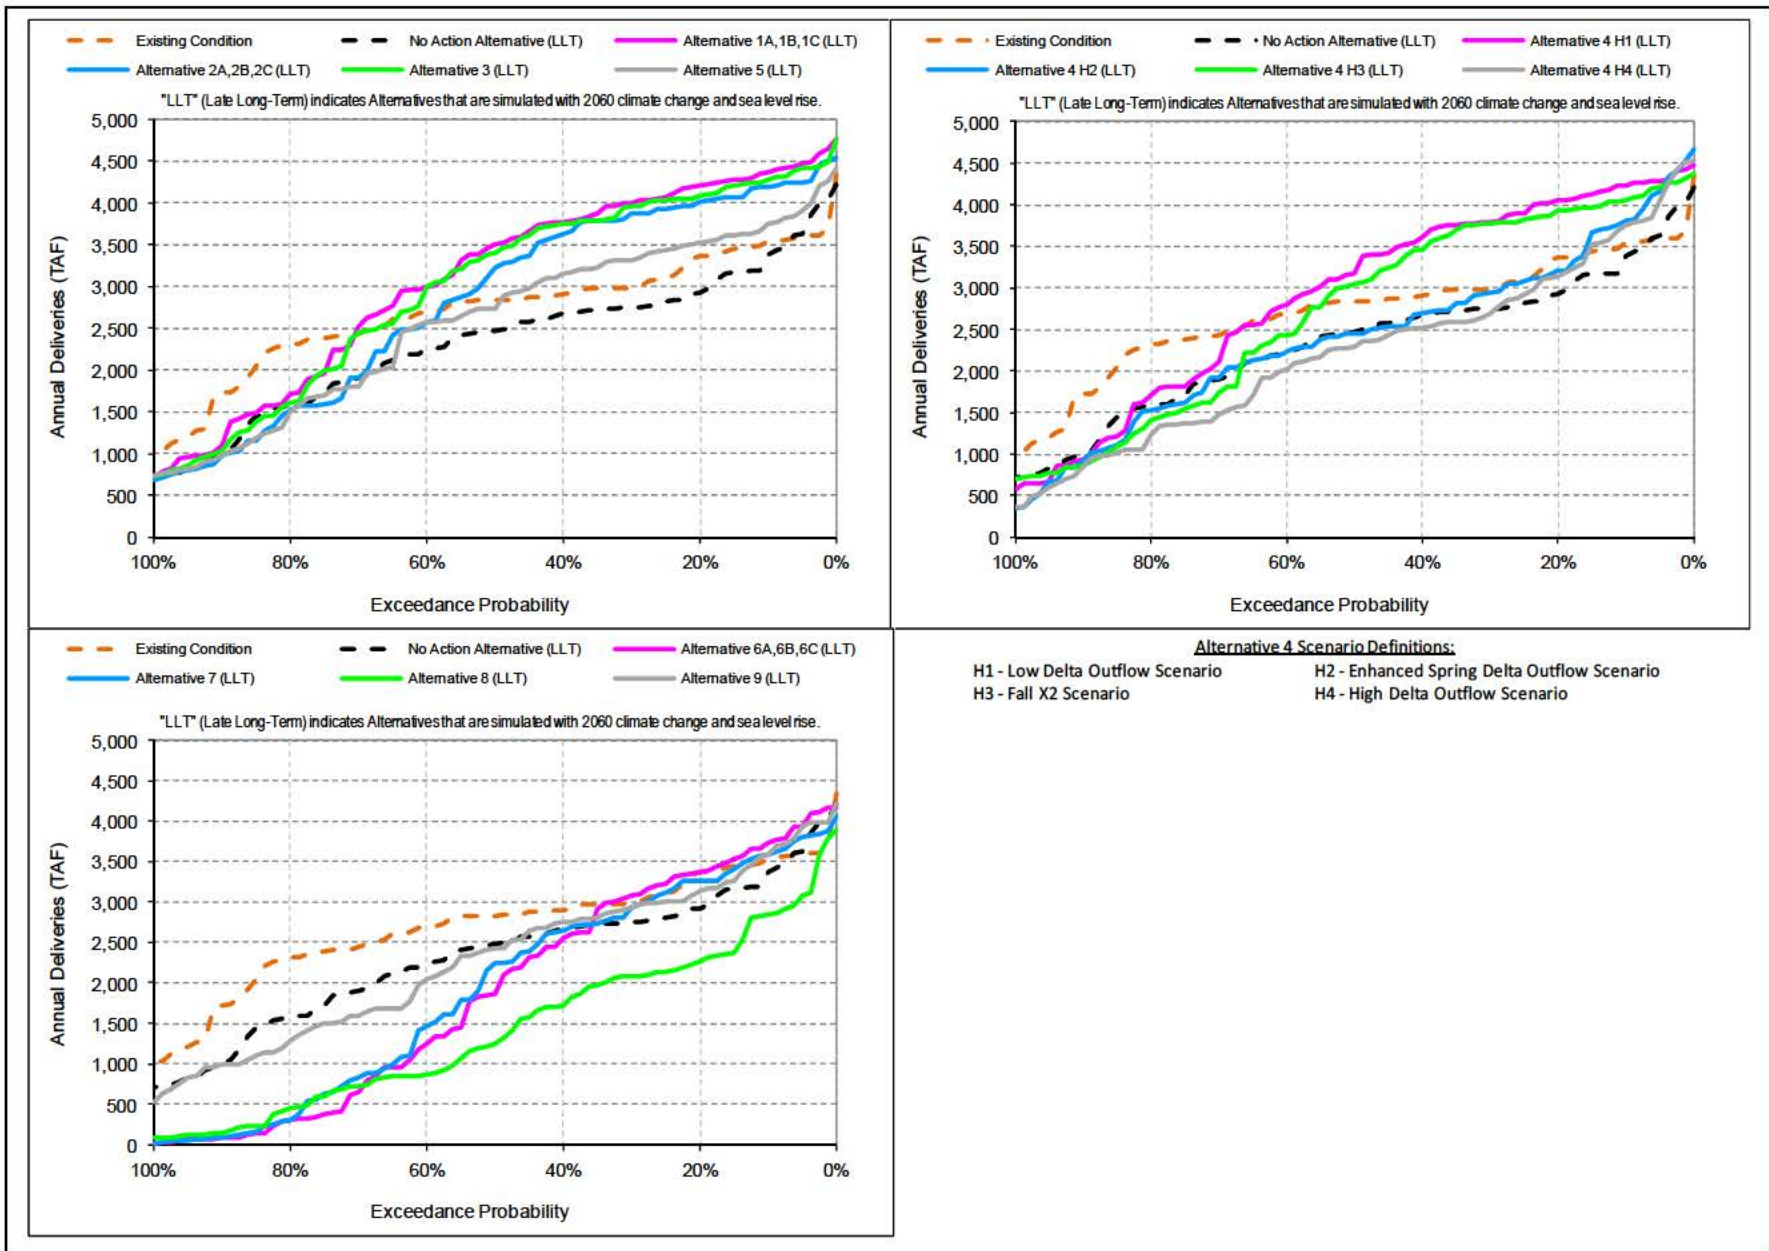 Existing Condition No Action Alternative (LLT) Alternative 1A,1B,1C (LLT)
Alternative 2A,2B,2C (LLT) Alternative 3 (LLT) Alternative 5 (LLT)
"LLT" (Late Long-Term) indicates Alternatives that are simulated with 2060 climate change and sea level rise.
5,000
4,500
4,000
3,500
3,000
2,500
2,000
1,500
1,000
500
0
Annual Deliveries (TAF)
100% 80% 60% 40% 20% 0%
Exceedance Probability
Existing Condition No Action Alternative (LLT) Alternative 4 H1 (LLT)
Alternative 4 H2 (LLT) Alternative 4 H3 (LLT) Alternative 4 H4 (LLT)
"LLT" (Late Long-Term) indicates Alternatives that are simulated with 2060 climate change and sea level rise.
5,000
4,500
4,000
3,500
3,000
2,500
2,000
1,500
1,000
500
0
Annual Deliveries (TAF)
100% 80% 60% 40% 20% 0%
Exceedance Probability
Existing Condition No Action Alternative (LLT) Alternative 6A,6B,6C (LLT)
Alternative 7 (LLT) Alternative 8 (LLT) Alternative 9 (LLT)
"LLT" (Late Long-Term) indicates Alternatives that are simulated with 2060 climate change and sea level rise.
5,000
4,500
4,000
3,500
3,000
2,500
2,000
1,500
1,000
500
0
Annual Deliveries (TAF)
100% 80% 60% 40% 20% 0%
Exceedance Probability
Alternative 4 Scenario Definitions:
H1 - Low Delta Outflow Scenario H2 - Enhanced Spring Delta Outflow Scenario
H3 - Fall X2 Scenario H4 - High Delta Outflow Scenario